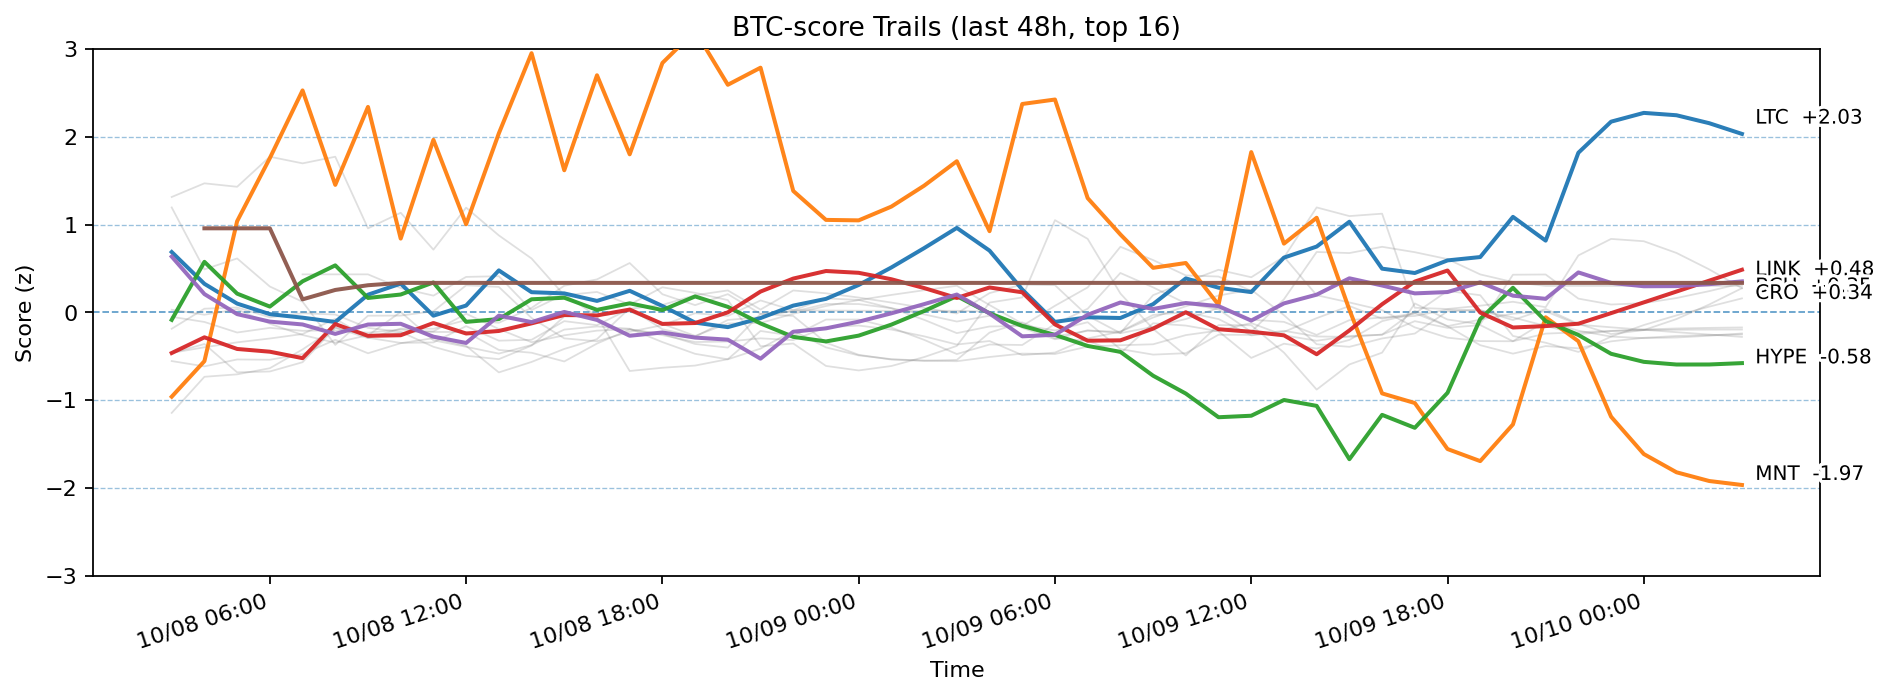 BTC-score Trails (last 48h, top 16)
Score (z)
3
2
1
0
−1
−2
−3
LTC +2.03
LINK +0.48
CRO +0.34
HYPE -0.58
MNT -1.97
10/08 06:00
10/08 12:00
10/08 18:00
10/09 00:00
10/09 06:00
10/09 12:00
10/09 18:00
10/10 00:00
Time